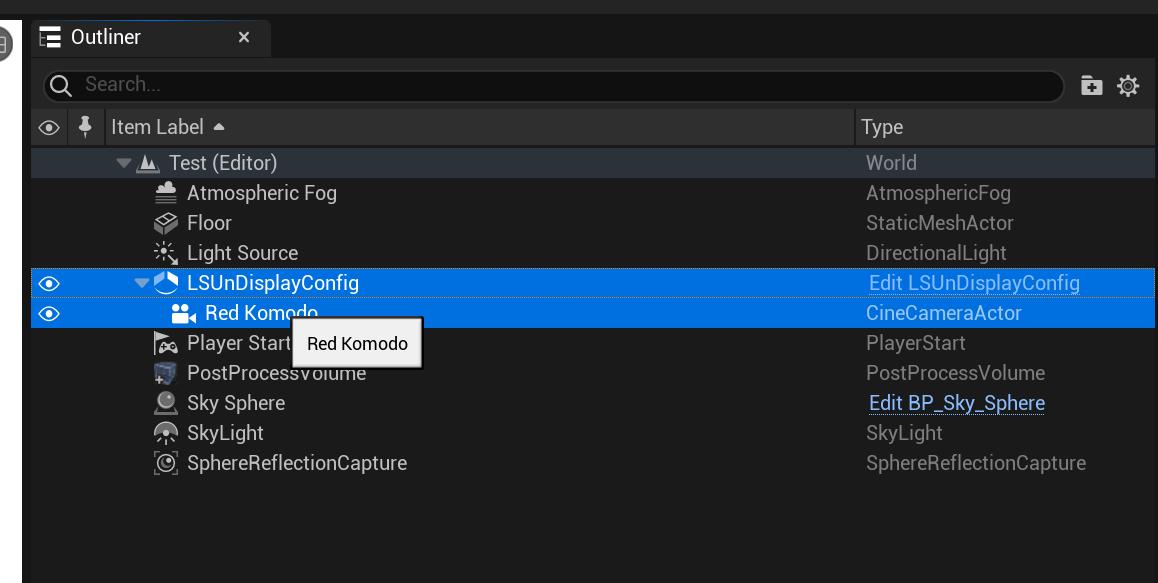 Outliner
Search...
Item Label Type
Test (Editor) World
Atmospheric Fog AtmosphericFog
Floor StaticMeshActor
Light Source DirectionalLight
LSUnDisplayConfig Edit LSUnDisplayConfig
Red Komodo CineCameraActor
Player Start PlayerStart
Red Komodo
PostProcessVolume PostProcessVolume
Sky Sphere Edit BP_Sky_Sphere
SkyLight SkyLight
SphereReflectionCapture SphereReflectionCapture